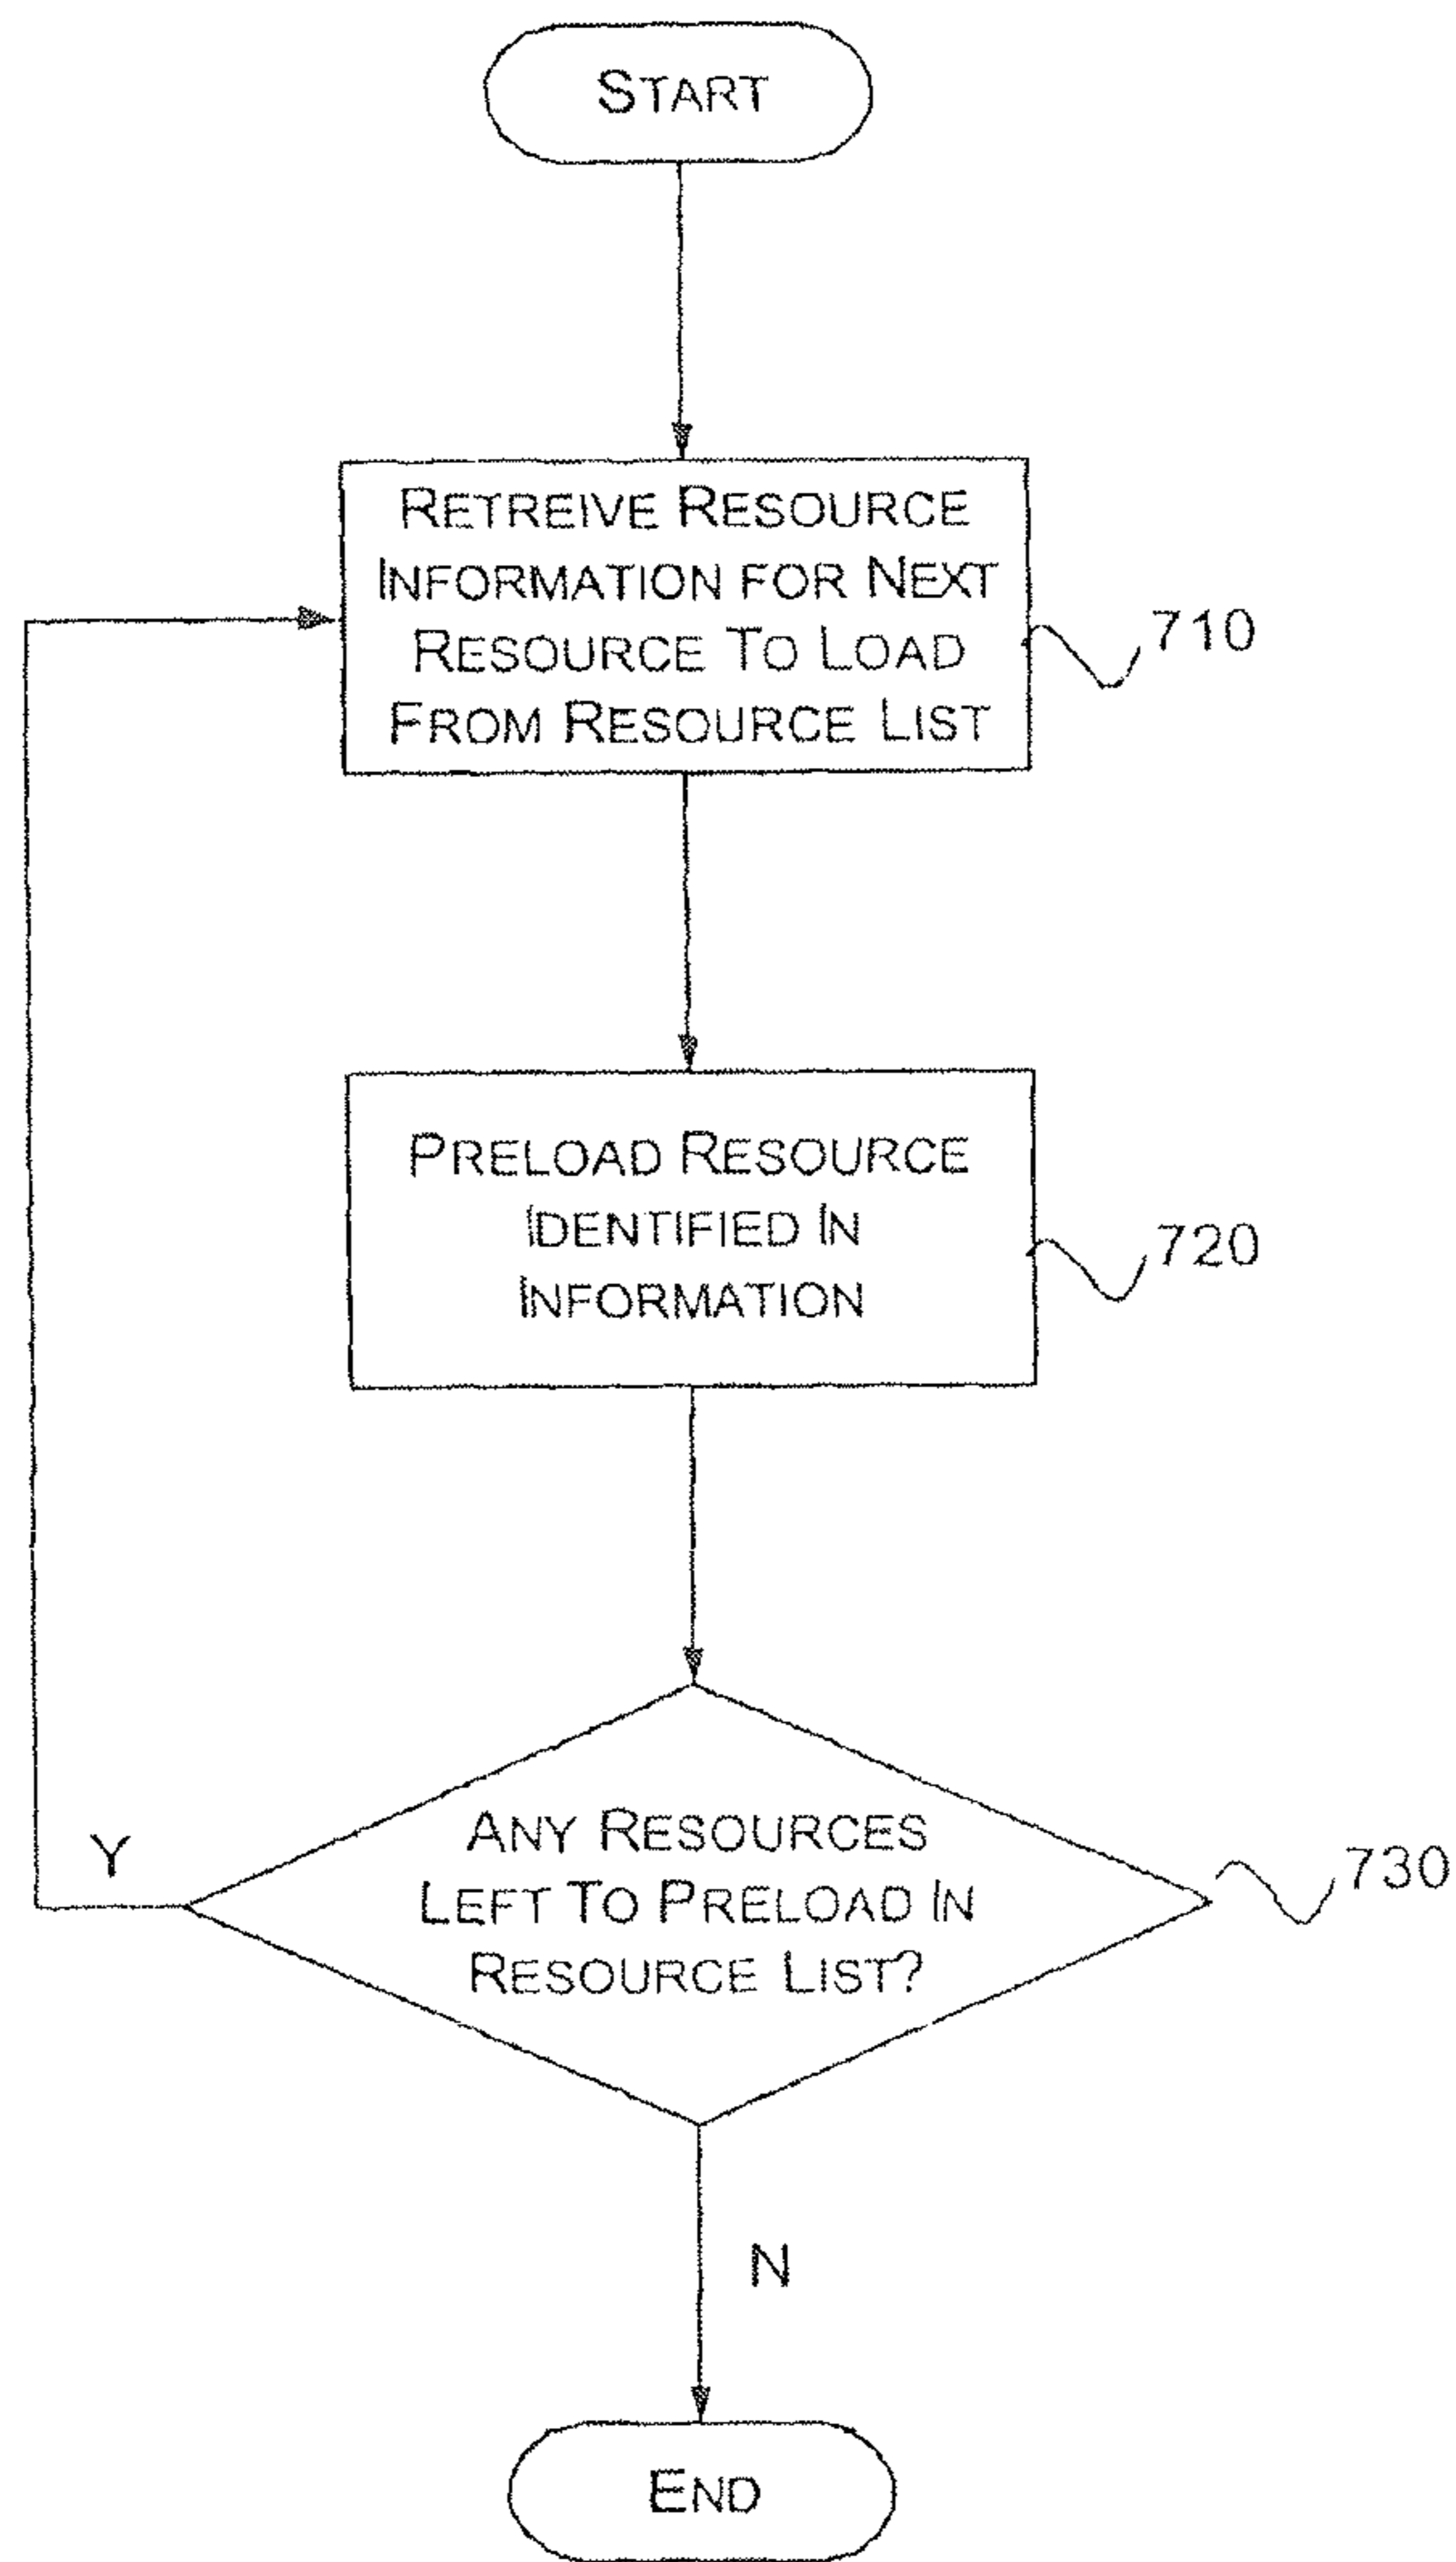 START
RETREIVE RESOURCE
INFORMATION FOR NEXT
RESOURCE TO LOAD
FROM RESOURCE LIST
710
PRELOAD RESOURCE
IDENTIFIED IN
INFORMATION
720
ANY RESOURCES
LEFT TO PRELOAD IN
RESOURCE LIST?
730
Y
N
END